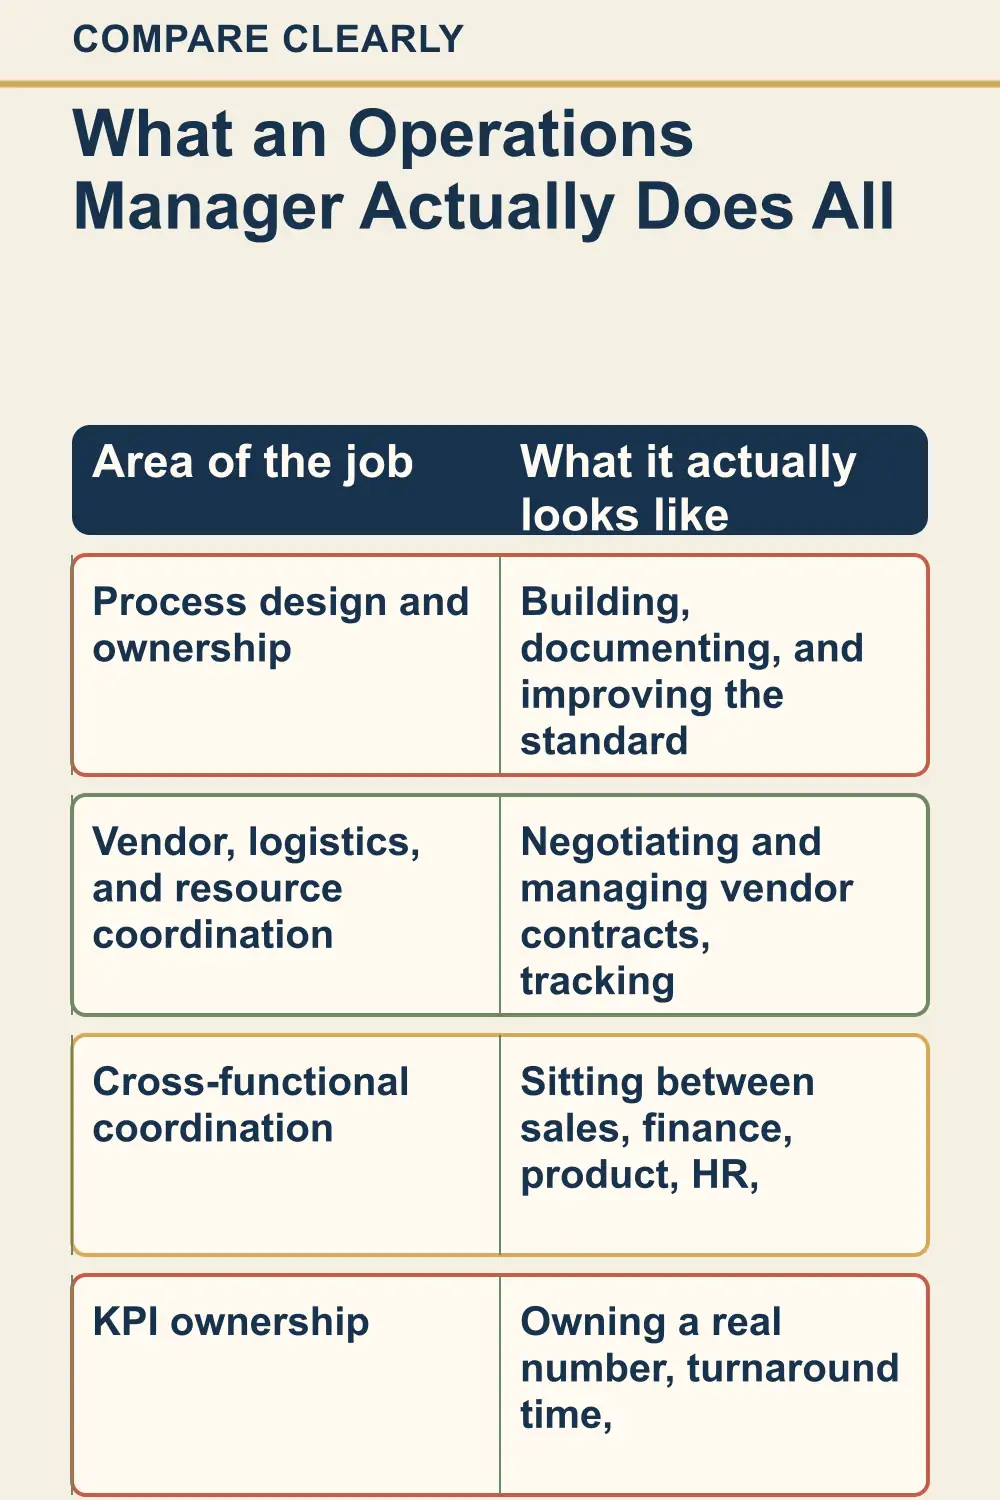 COMPARE CLEARLY
What an Operations
Manager Actually Does All
Area of the job
What it actually
looks like
Process design and
ownership
Building,
documenting, and
improving the
standard
Vendor, logistics,
and resource
coordination
Negotiating and
managing vendor
contracts,
tracking
Cross-functional
coordination
Sitting between
sales, finance,
product, HR,
KPI ownership
Owning a real
number, turnaround
time,